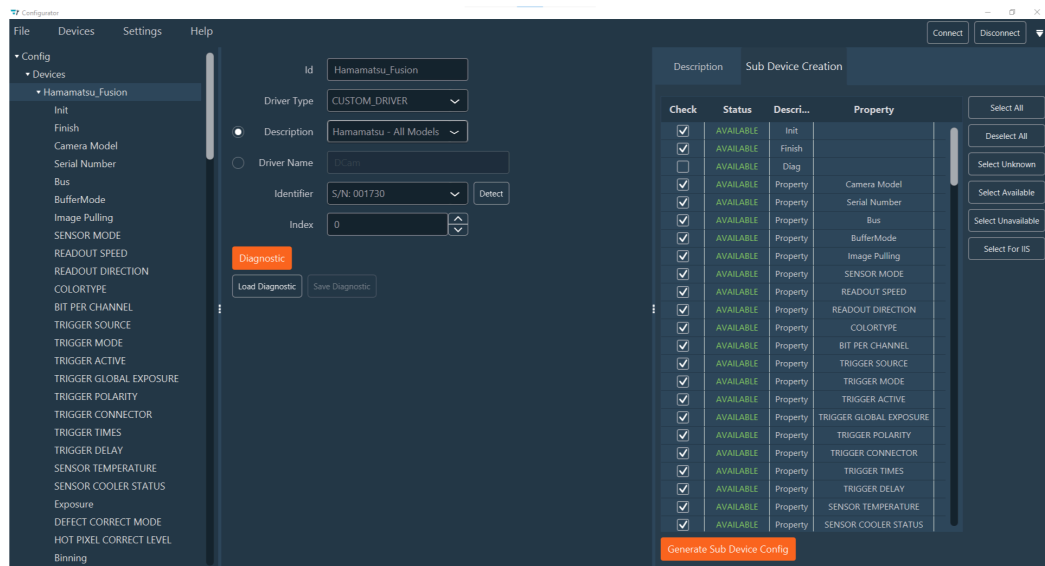 Configurator
File Devices Settings Help
Connect Disconnect
Config
Devices
Hamamatsu_Fusion
Init
Finish
Camera Model
Serial Number
Bus
BufferMode
Image Pulling
SENSOR MODE
READOUT SPEED
READOUT DIRECTION
COLORTYPE
BIT PER CHANNEL
TRIGGER SOURCE
TRIGGER MODE
TRIGGER ACTIVE
TRIGGER GLOBAL EXPOSURE
TRIGGER POLARITY
TRIGGER CONNECTOR
TRIGGER TIMES
TRIGGER DELAY
SENSOR TEMPERATURE
SENSOR COOLER STATUS
Exposure
DEFECT CORRECT MODE
HOT PIXEL CORRECT LEVEL
Binning
Id Hamamatsu_Fusion
Driver Type CUSTOM_DRIVER
Description Hamamatsu - All Models
Driver Name DCam
Identifier S/N: 001730 Detect
Index 0
Diagnostic
Load Diagnostic Save Diagnostic
Description Sub Device Creation
Check Status Descri... Property
AVAILABLE Init
AVAILABLE Finish
AVAILABLE Diag
AVAILABLE Property Camera Model
AVAILABLE Property Serial Number
AVAILABLE Property Bus
AVAILABLE Property BufferMode
AVAILABLE Property Image Pulling
AVAILABLE Property SENSOR MODE
AVAILABLE Property READOUT SPEED
AVAILABLE Property READOUT DIRECTION
AVAILABLE Property COLORTYPE
AVAILABLE Property BIT PER CHANNEL
AVAILABLE Property TRIGGER SOURCE
AVAILABLE Property TRIGGER MODE
AVAILABLE Property TRIGGER ACTIVE
AVAILABLE Property TRIGGER GLOBAL EXPOSURE
AVAILABLE Property TRIGGER POLARITY
AVAILABLE Property TRIGGER CONNECTOR
AVAILABLE Property TRIGGER TIMES
AVAILABLE Property TRIGGER DELAY
AVAILABLE Property SENSOR TEMPERATURE
AVAILABLE Property SENSOR COOLER STATUS
Generate Sub Device Config
Select All
Deselect All
Select Unknown
Select Available
Select Unavailable
Select For IIS